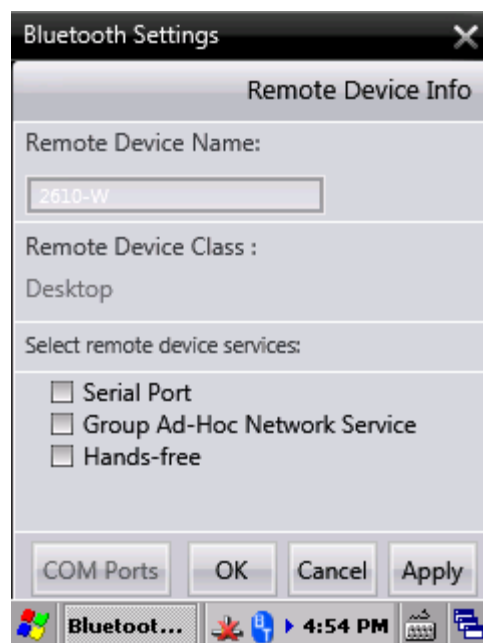 Bluetooth Settings
Remote Device Info
Remote Device Name:
2610-W
Remote Device Class :
Desktop
Select remote device services:
Serial Port
Group Ad-Hoc Network Service
Hands-free
COM Ports OK Cancel Apply
Bluetoot... 4:54 PM